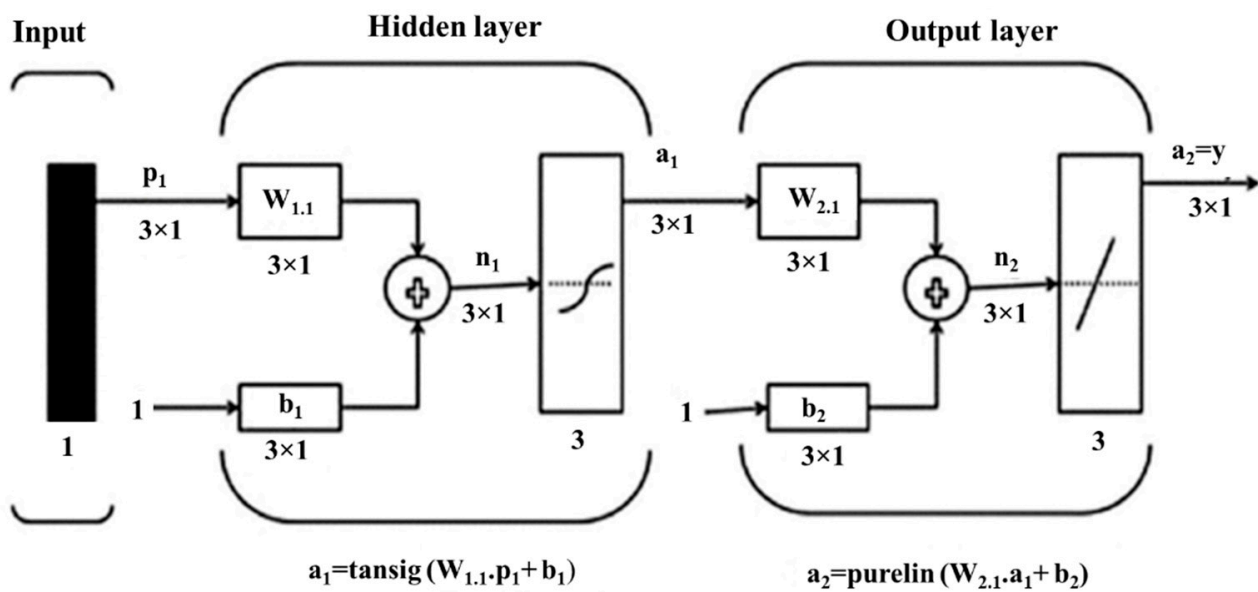 Input
Hidden layer
Output layer
p₁
3×1
W₁.₁
3×1
n₁
3×1
1
b₁
3×1
1
3
a₁
3×1
W₂.₁
3×1
n₂
3×1
1
b₂
3×1
3
a₂=y
3×1
a₁=tansig (W₁.₁.p₁+b₁)
a₂=purelin (W₂.₁.a₁+b₂)